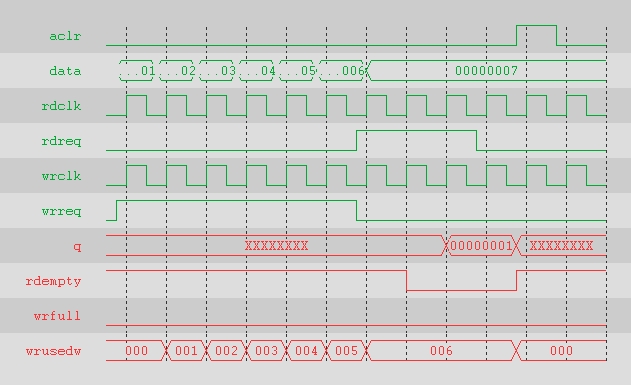 aclr
data ...01 ...02 ...03 ...04 ...05 ...006 00000007
rdclk
rdreq
wrclk
wrreq
q XXXXXXXX 00000001 XXXXXXXX
rdempty
wrfull
wrusedw 000 001 002 003 004 005 006 000